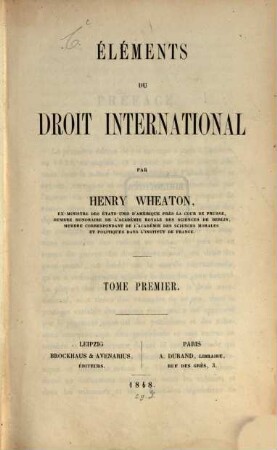 ÉLÉMENTS
DU
DROIT INTERNATIONAL
PAR
HENRY WHEATON,
EX-MINISTRE DES ÉTATS-UNIS D'AMÉRIQUE PRÈS LA COUR DE PRUSSE,
MEMBRE HONORAIRE DE L'ACADÉMIE ROYALE DES SCIENCES DE BERLIN,
MEMBRE CORRESPONDANT DE L'ACADÉMIE DES SCIENCES MORALES
ET POLITIQUES DANS L'INSTITUT DE FRANCE.
TOME PREMIER.
LEIPZIG
BROCKHAUS & AVENARIUS,
ÉDITEURS.
PARIS
A. DURAND, LIBRAIRE,
RUE DES GRÈS, 3.
1848